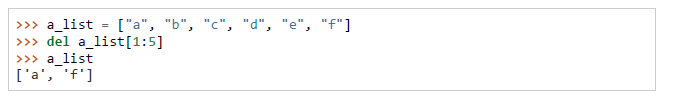 >>> a_list = ["a", "b", "c", "d", "e", "f"]
>>> del a_list[1:5]
>>> a_list
['a', 'f']